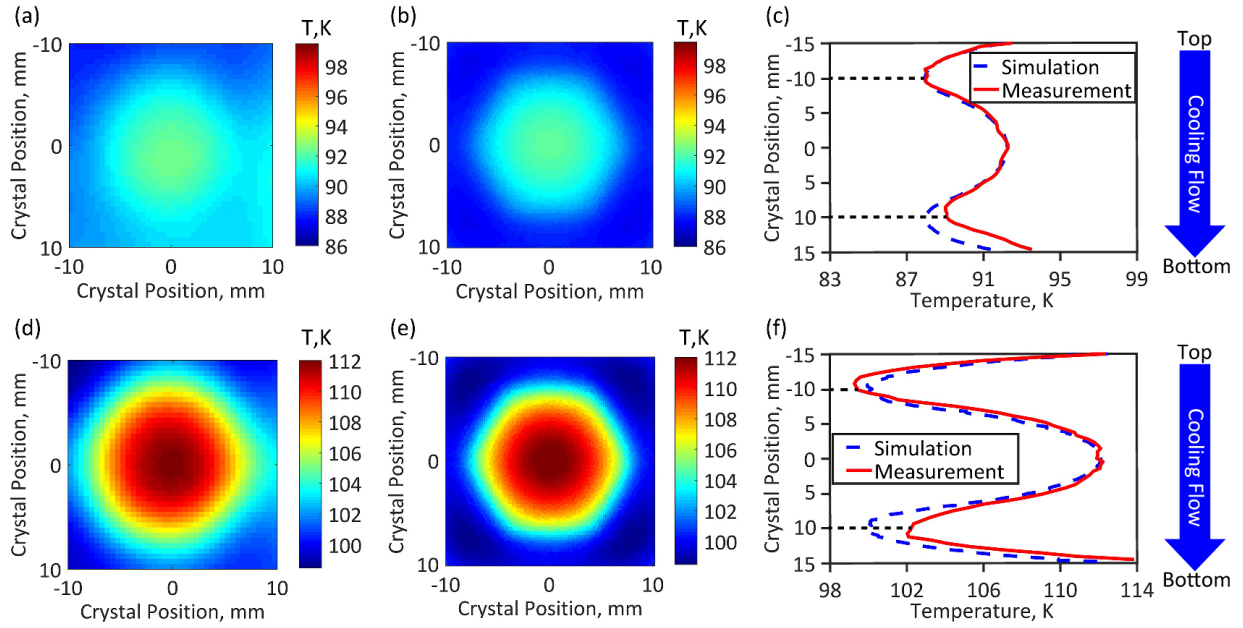 (a)
T,K
-10
0
10
Crystal Position, mm
-10
0
10
Crystal Position, mm
98
96
94
92
90
88
86
(b)
T,K
-10
0
10
Crystal Position, mm
-10
0
10
Crystal Position, mm
98
96
94
92
90
88
86
(c)
-15
-10
5
0
5
10
15
Crystal Position, mm
Simulation
Measurement
83
87
91
95
99
Temperature, K
Top
Cooling Flow
Bottom
(d)
T,K
-10
0
10
Crystal Position, mm
-10
0
10
Crystal Position, mm
112
110
108
106
104
102
100
(e)
T,K
-10
0
10
Crystal Position, mm
-10
0
10
Crystal Position, mm
112
110
108
106
104
102
100
(f)
-15
-10
5
0
5
10
15
Crystal Position, mm
Simulation
Measurement
98
102
106
110
114
Temperature, K
Top
Cooling Flow
Bottom